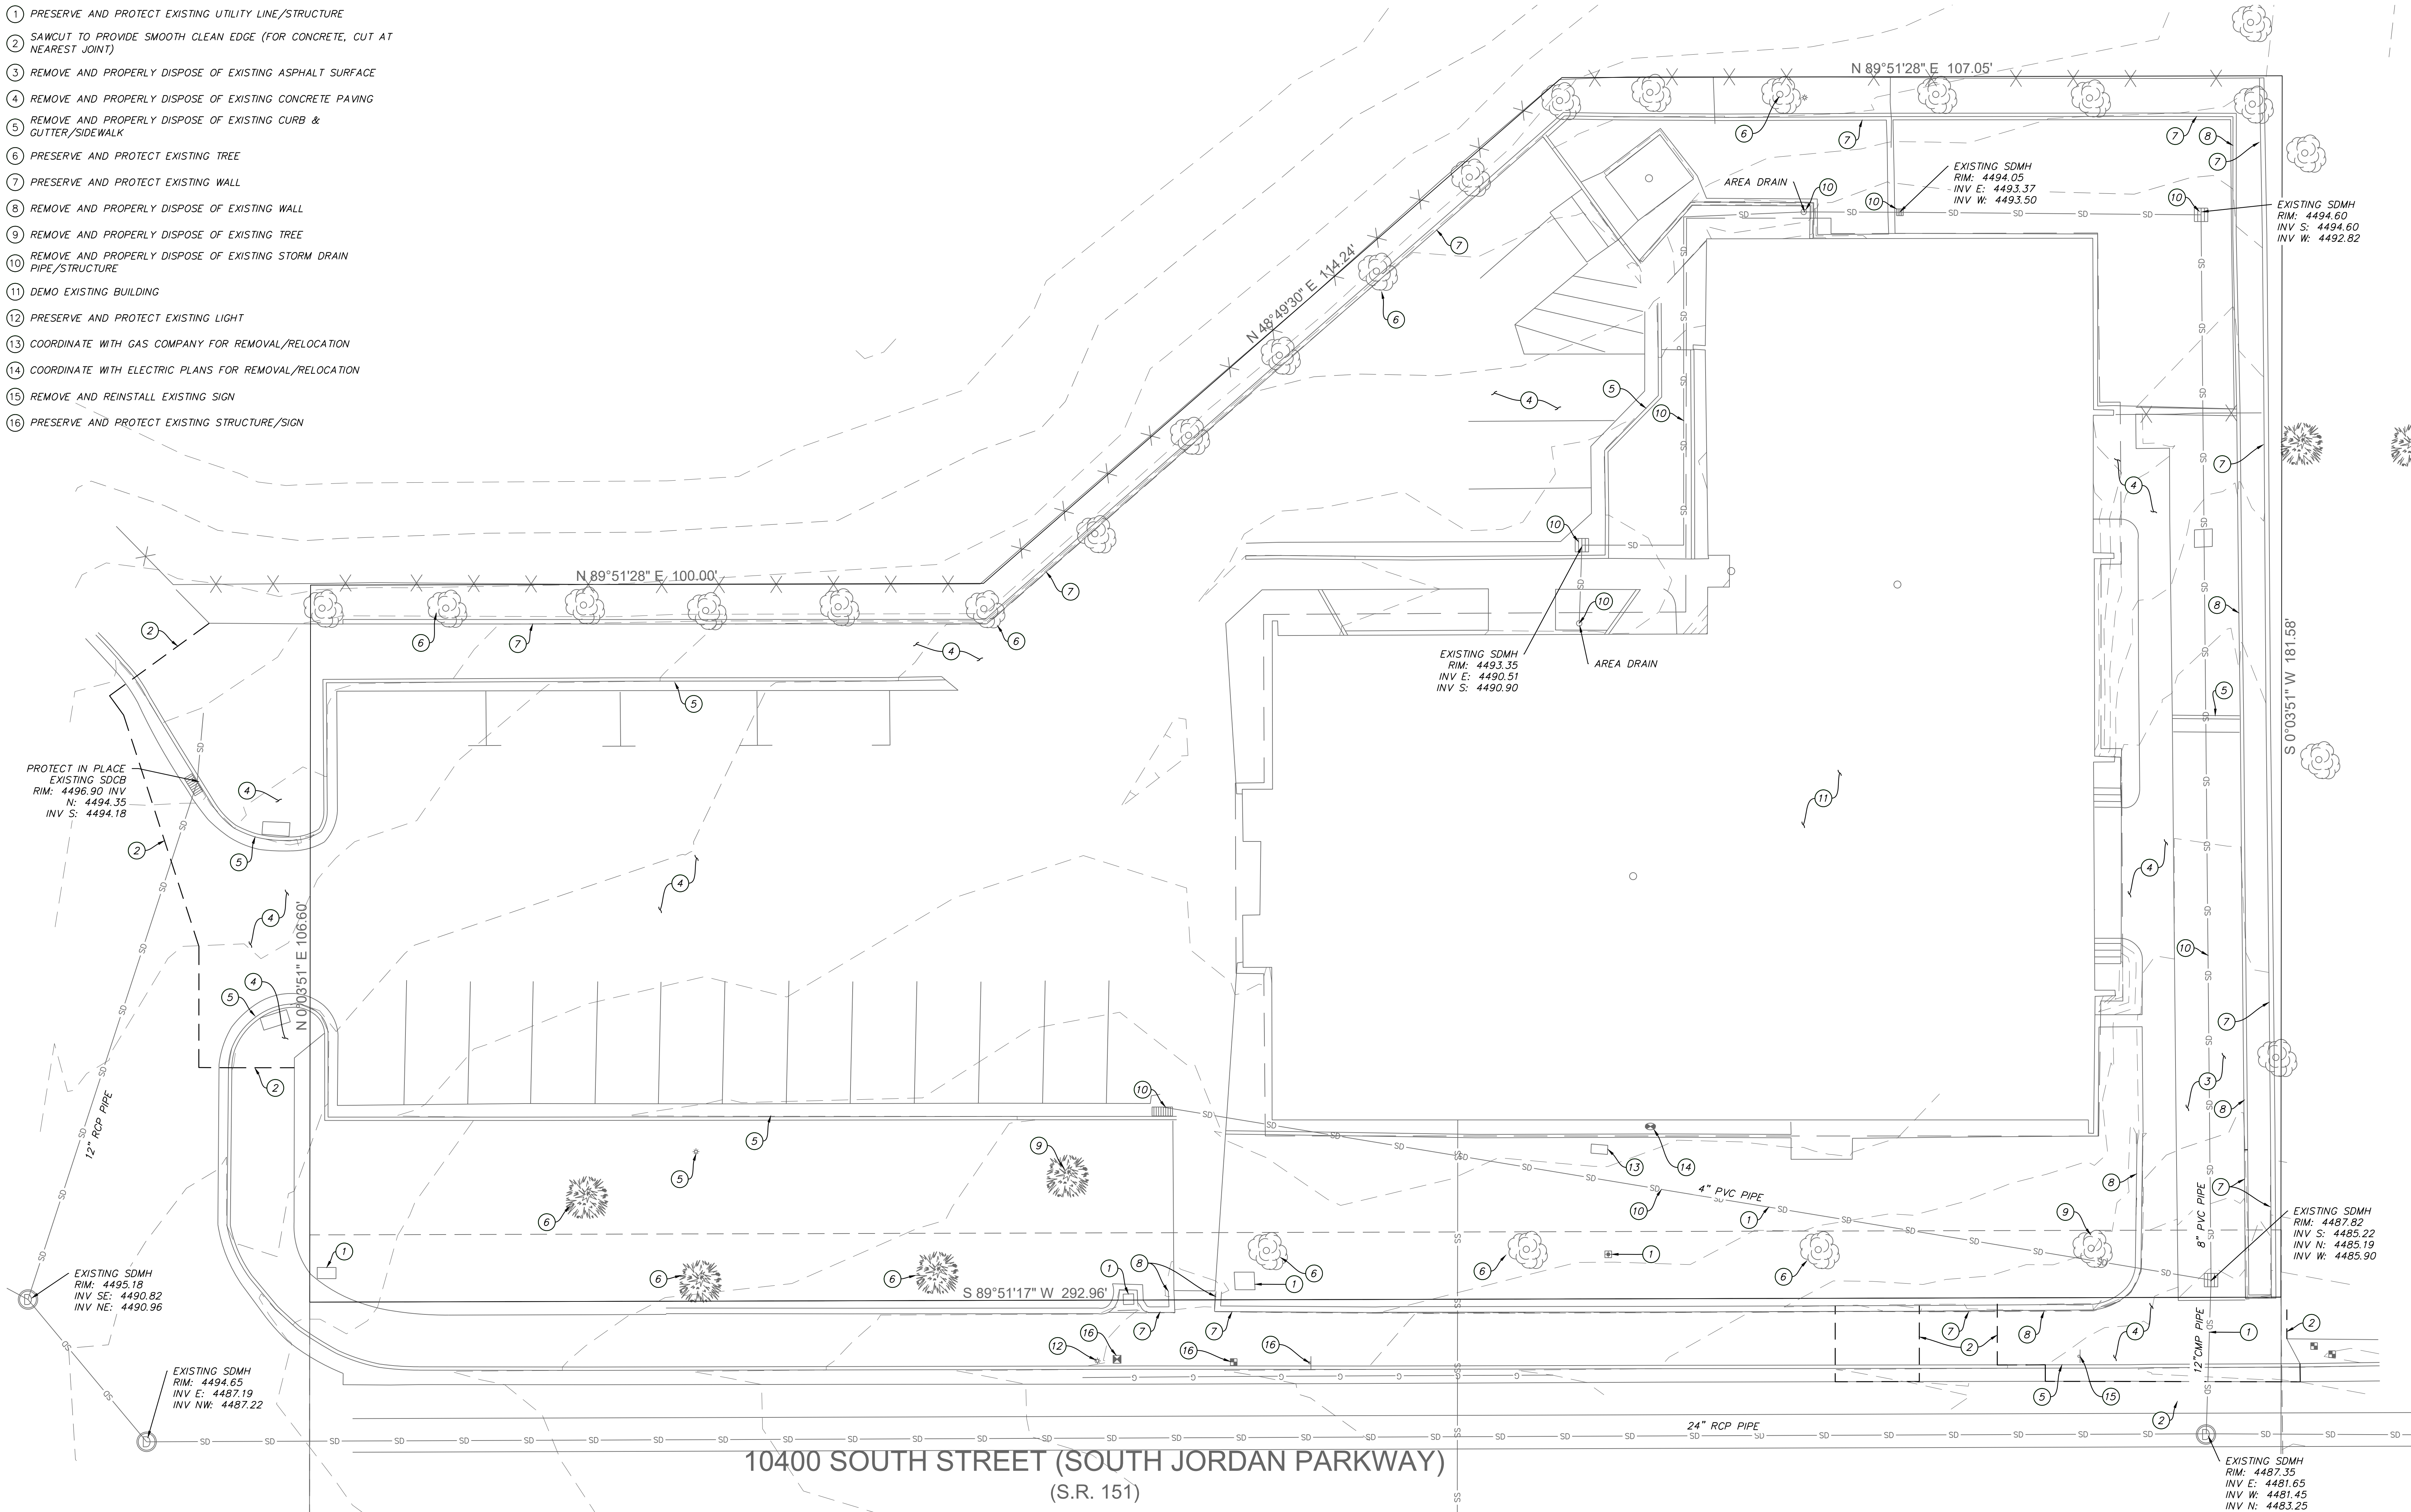 1 PRESERVE AND PROTECT EXISTING UTILITY LINE/STRUCTURE
2 SAWCUT TO PROVIDE SMOOTH CLEAN EDGE (FOR CONCRETE, CUT AT
NEAREST JOINT)
3 REMOVE AND PROPERLY DISPOSE OF EXISTING ASPHALT SURFACE
4 REMOVE AND PROPERLY DISPOSE OF EXISTING CONCRETE PAVING
5 REMOVE AND PROPERLY DISPOSE OF EXISTING CURB &
GUTTER/SIDEWALK
6 PRESERVE AND PROTECT EXISTING TREE
7 PRESERVE AND PROTECT EXISTING WALL
8 REMOVE AND PROPERLY DISPOSE OF EXISTING WALL
9 REMOVE AND PROPERLY DISPOSE OF EXISTING TREE
10 REMOVE AND PROPERLY DISPOSE OF EXISTING STORM DRAIN
PIPE/STRUCTURE
11 DEMO EXISTING BUILDING
12 PRESERVE AND PROTECT EXISTING LIGHT
13 COORDINATE WITH GAS COMPANY FOR REMOVAL/RELOCATION
14 COORDINATE WITH ELECTRIC PLANS FOR REMOVAL/RELOCATION
15 REMOVE AND REINSTALL EXISTING SIGN
16 PRESERVE AND PROTECT EXISTING STRUCTURE/SIGN
N 89°51'28" E 107.05'
AREA DRAIN
EXISTING SDMH
RIM: 4494.05
INV E: 4493.37
INV W: 4493.50
EXISTING SDMH
RIM: 4494.60
INV S: 4494.60
INV W: 4492.82
N 48°49'30" E 114.24'
N 89°51'28" E 100.00'
EXISTING SDMH
RIM: 4493.35
INV E: 4490.51
INV S: 4490.90
AREA DRAIN
S 0°03'51" W 181.58'
PROTECT IN PLACE
EXISTING SDCB
RIM: 4496.90 INV
N: 4494.35
INV S: 4494.18
N 0°03'51" E 106.60'
12" RCP PIPE
4" PVC PIPE
8" PVC PIPE
EXISTING SDMH
RIM: 4487.82
INV S: 4485.22
INV N: 4485.19
INV W: 4485.90
EXISTING SDMH
RIM: 4495.18
INV SE: 4490.82
INV NE: 4490.96
S 89°51'17" W 292.96'
12"CMP PIPE
EXISTING SDMH
RIM: 4494.65
INV E: 4487.19
INV NW: 4487.22
24" RCP PIPE
10400 SOUTH STREET (SOUTH JORDAN PARKWAY)
(S.R. 151)
EXISTING SDMH
RIM: 4487.35
INV E: 4481.65
INV W: 4481.45
INV N: 4483.25